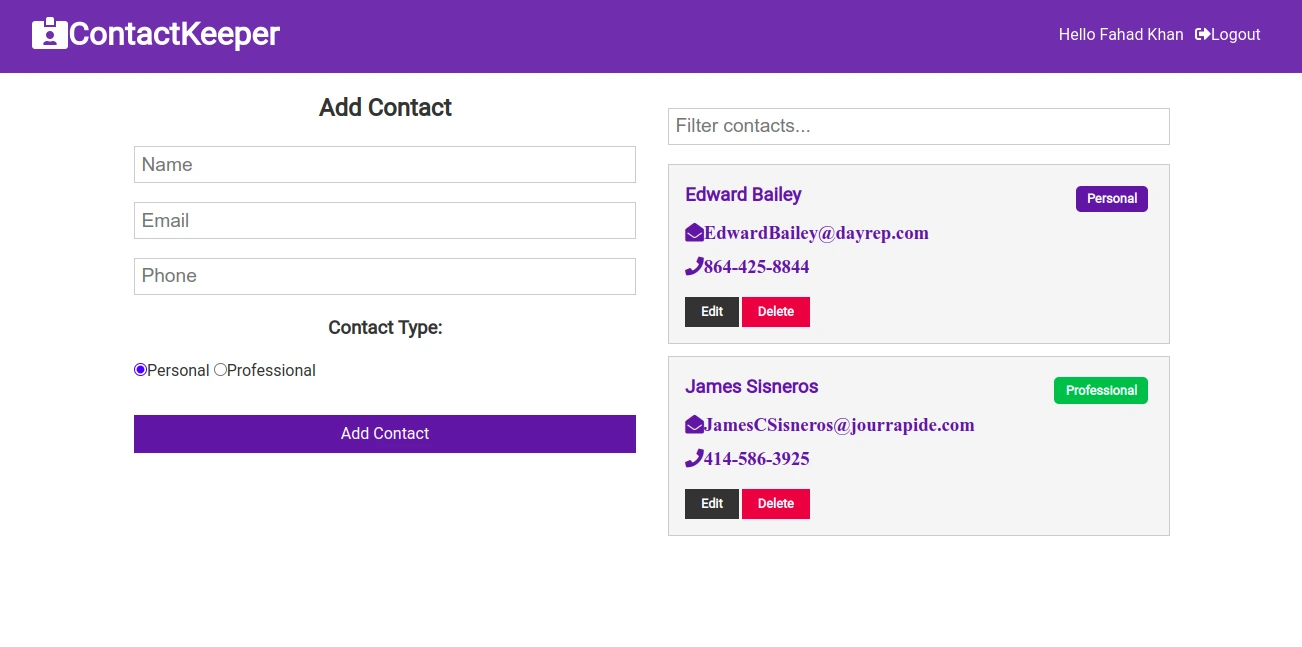 ContactKeeper
Hello Fahad Khan Logout
Add Contact
Name
Email
Phone
Contact Type:
Personal Professional
Add Contact
Filter contacts...
Edward Bailey
Personal
EdwardBailey@dayrep.com
864-425-8844
Edit Delete
James Sisneros
Professional
JamesCSisneros@jourrapide.com
414-586-3925
Edit Delete